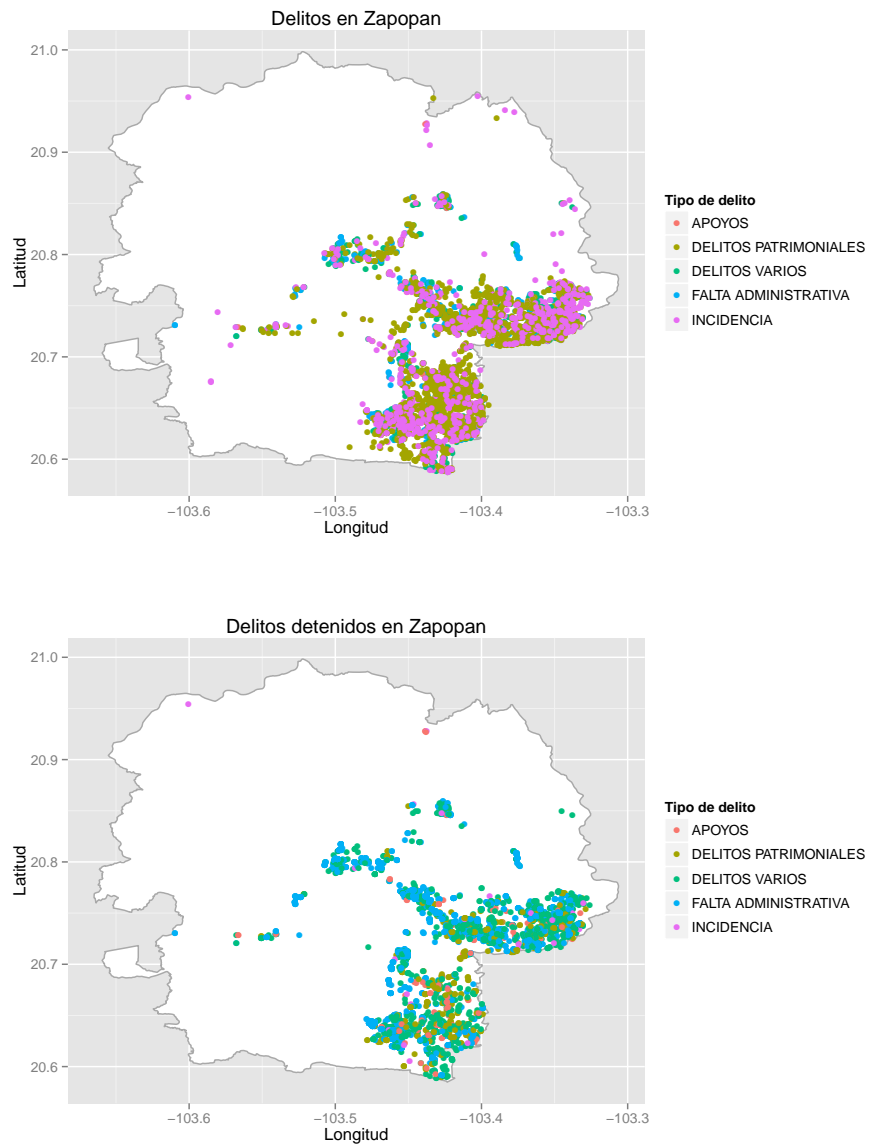 Delitos en Zapopan
21.0
20.9
20.8
20.7
20.6
Latitud
−103.6
−103.5
−103.4
−103.3
Longitud
Tipo de delito
APOYOS
DELITOS PATRIMONIALES
DELITOS VARIOS
FALTA ADMINISTRATIVA
INCIDENCIA
Delitos detenidos en Zapopan
21.0
20.9
20.8
20.7
20.6
Latitud
−103.6
−103.5
−103.4
−103.3
Longitud
Tipo de delito
APOYOS
DELITOS PATRIMONIALES
DELITOS VARIOS
FALTA ADMINISTRATIVA
INCIDENCIA